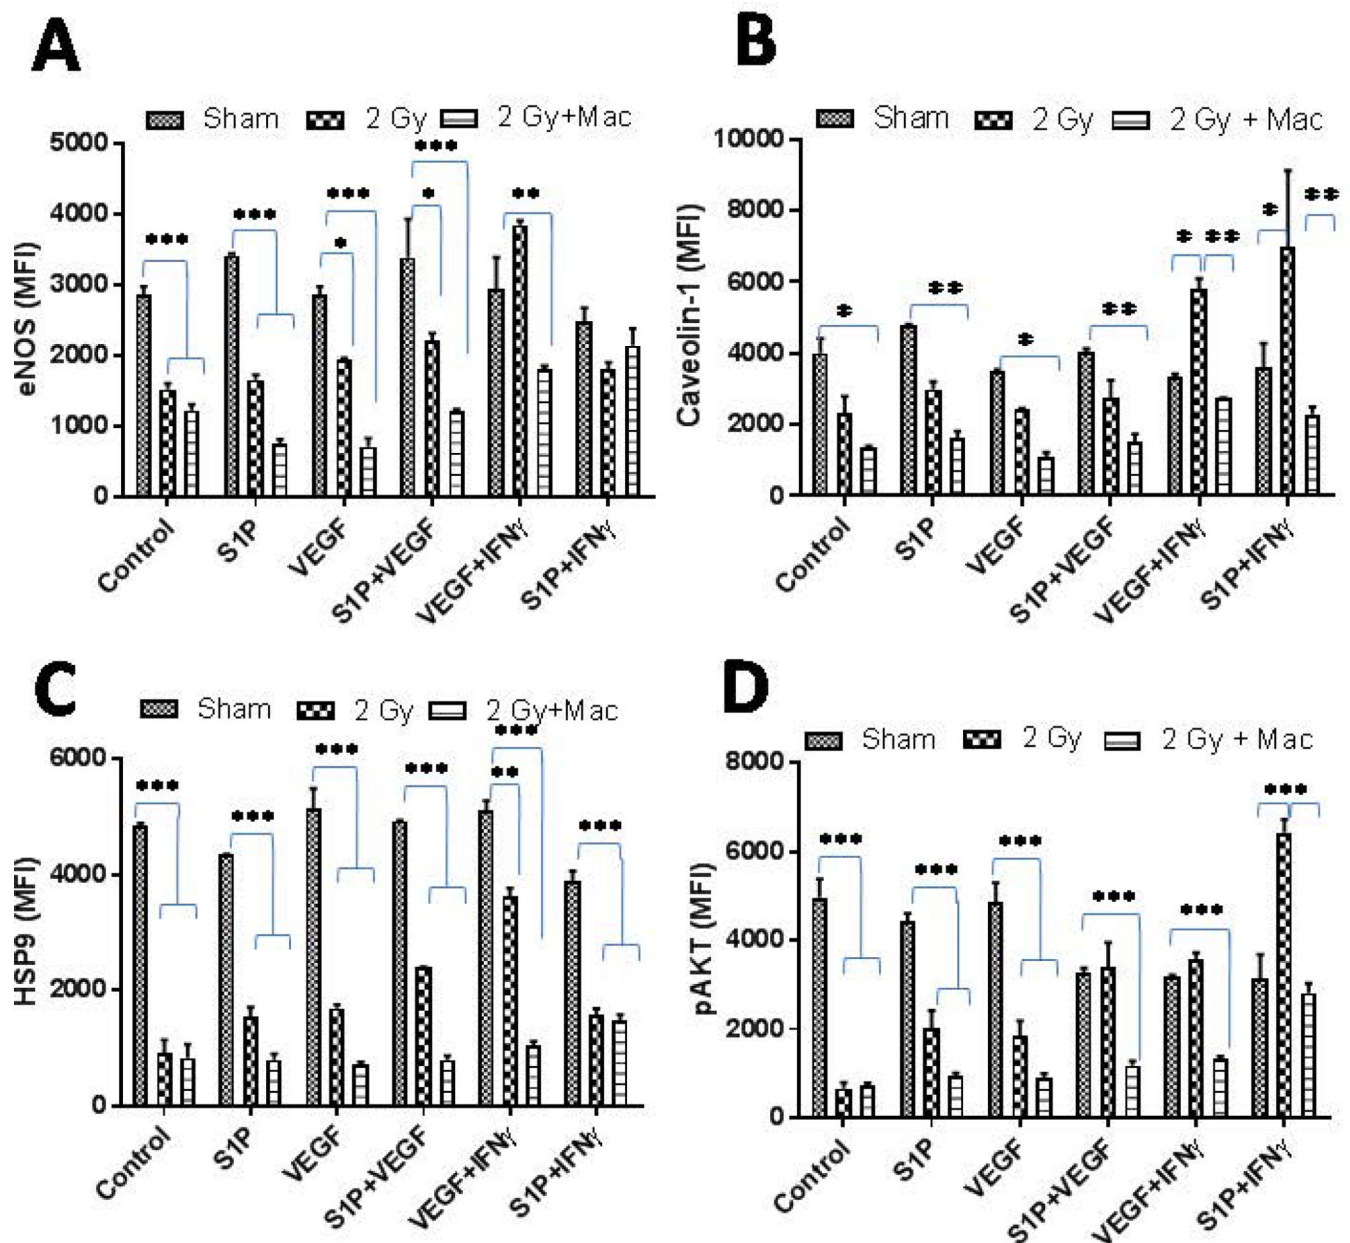 A
Sham 2 Gy 2 Gy+Mac
eNOS (MFI)
5000
4000
3000
2000
1000
0
***
***
***
*
***
*
**
Control
S1P
VEGF
S1P+VEGF
VEGF+IFNγ
S1P+IFNγ
B
Sham 2 Gy 2 Gy + Mac
Caveolin-1 (MFI)
10000
8000
6000
4000
2000
0
*
**
*
**
*
**
*
**
Control
S1P
VEGF
S1P+VEGF
VEGF+IFNγ
S1P+IFNγ
C
Sham 2 Gy 2 Gy+Mac
HSP9 (MFI)
6000
4000
2000
0
***
***
***
***
***
**
***
Control
S1P
VEGF
S1P+VEGF
VEGF+IFNγ
S1P+IFNγ
D
Sham 2 Gy 2 Gy + Mac
pAKT (MFI)
8000
6000
4000
2000
0
***
***
***
***
***
***
Control
S1P
VEGF
S1P+VEGF
VEGF+IFNγ
S1P+IFNγ